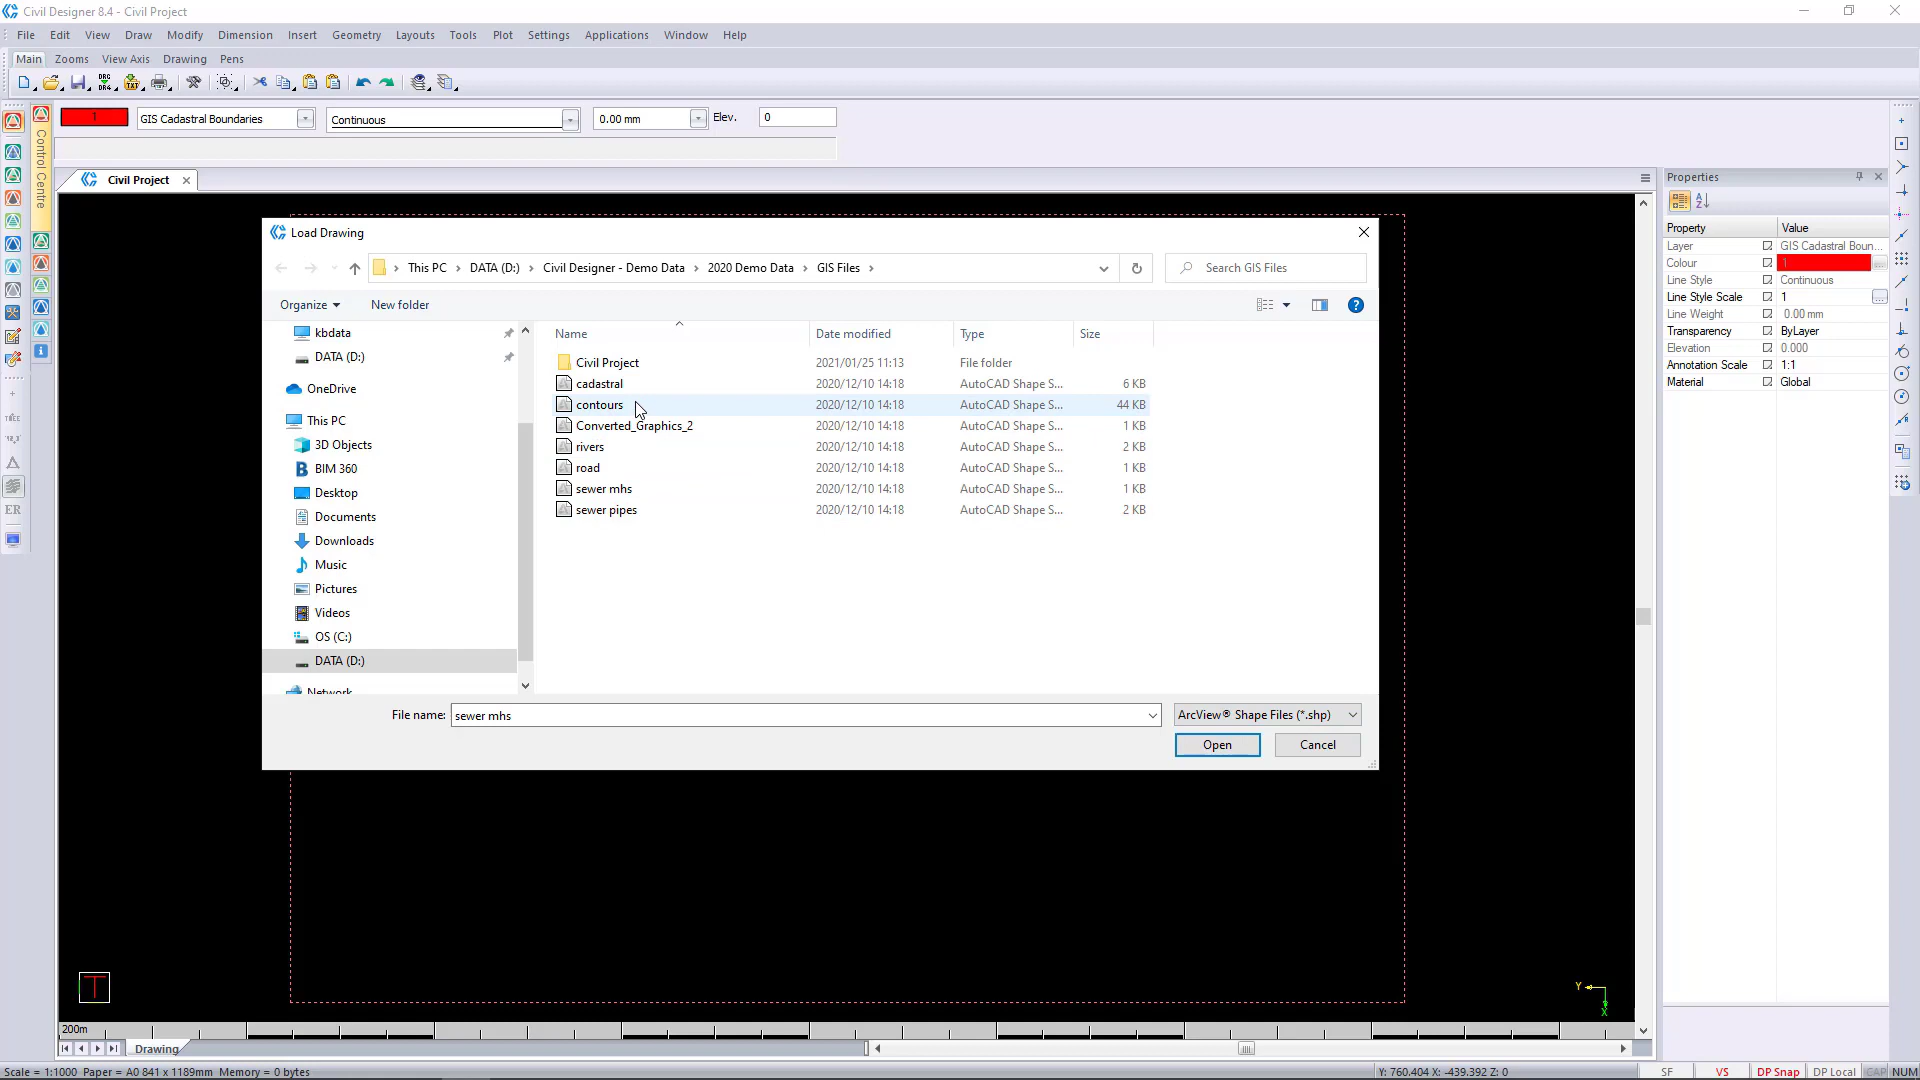 Civil Designer 8.4 - Civil Project
File Edit View Draw Modify Dimension Insert Geometry Layouts Tools Plot Settings Applications Window Help
Main Zooms View Axis Drawing Pens
1 GIS Cadastral Boundaries Continuous 0.00 mm Elev. 0
Control Centre
Civil Project
Load Drawing
This PC DATA (D:) Civil Designer - Demo Data 2020 Demo Data GIS Files Search GIS Files
Organize New folder
kbdata
DATA (D:)
OneDrive
This PC
3D Objects
BIM 360
Desktop
Documents
Downloads
Music
Pictures
Videos
OS (C:)
DATA (D:)
Network
Name Date modified Type Size
Civil Project 2021/01/25 11:13 File folder
cadastral 2020/12/10 14:18 AutoCAD Shape S... 6 KB
contours 2020/12/10 14:18 AutoCAD Shape S... 44 KB
Converted_Graphics_2 2020/12/10 14:18 AutoCAD Shape S... 1 KB
rivers 2020/12/10 14:18 AutoCAD Shape S... 2 KB
road 2020/12/10 14:18 AutoCAD Shape S... 1 KB
sewer mhs 2020/12/10 14:18 AutoCAD Shape S... 1 KB
sewer pipes 2020/12/10 14:18 AutoCAD Shape S... 2 KB
File name: sewer mhs ArcView® Shape Files (*.shp)
Open Cancel
Properties
Property Value
Layer GIS Cadastral Boun...
Colour 1
Line Style Continuous
Line Style Scale 1
Line Weight 0.00 mm
Transparency ByLayer
Elevation 0.000
Annotation Scale 1:1
Material Global
ER
T
Y
X
200m
Drawing
Scale = 1:1000 Paper = A0 841 x 1189mm Memory = 0 bytes Y: 760.404 X: -439.392 Z: 0 SF VS DP Snap DP Local CAP NUM